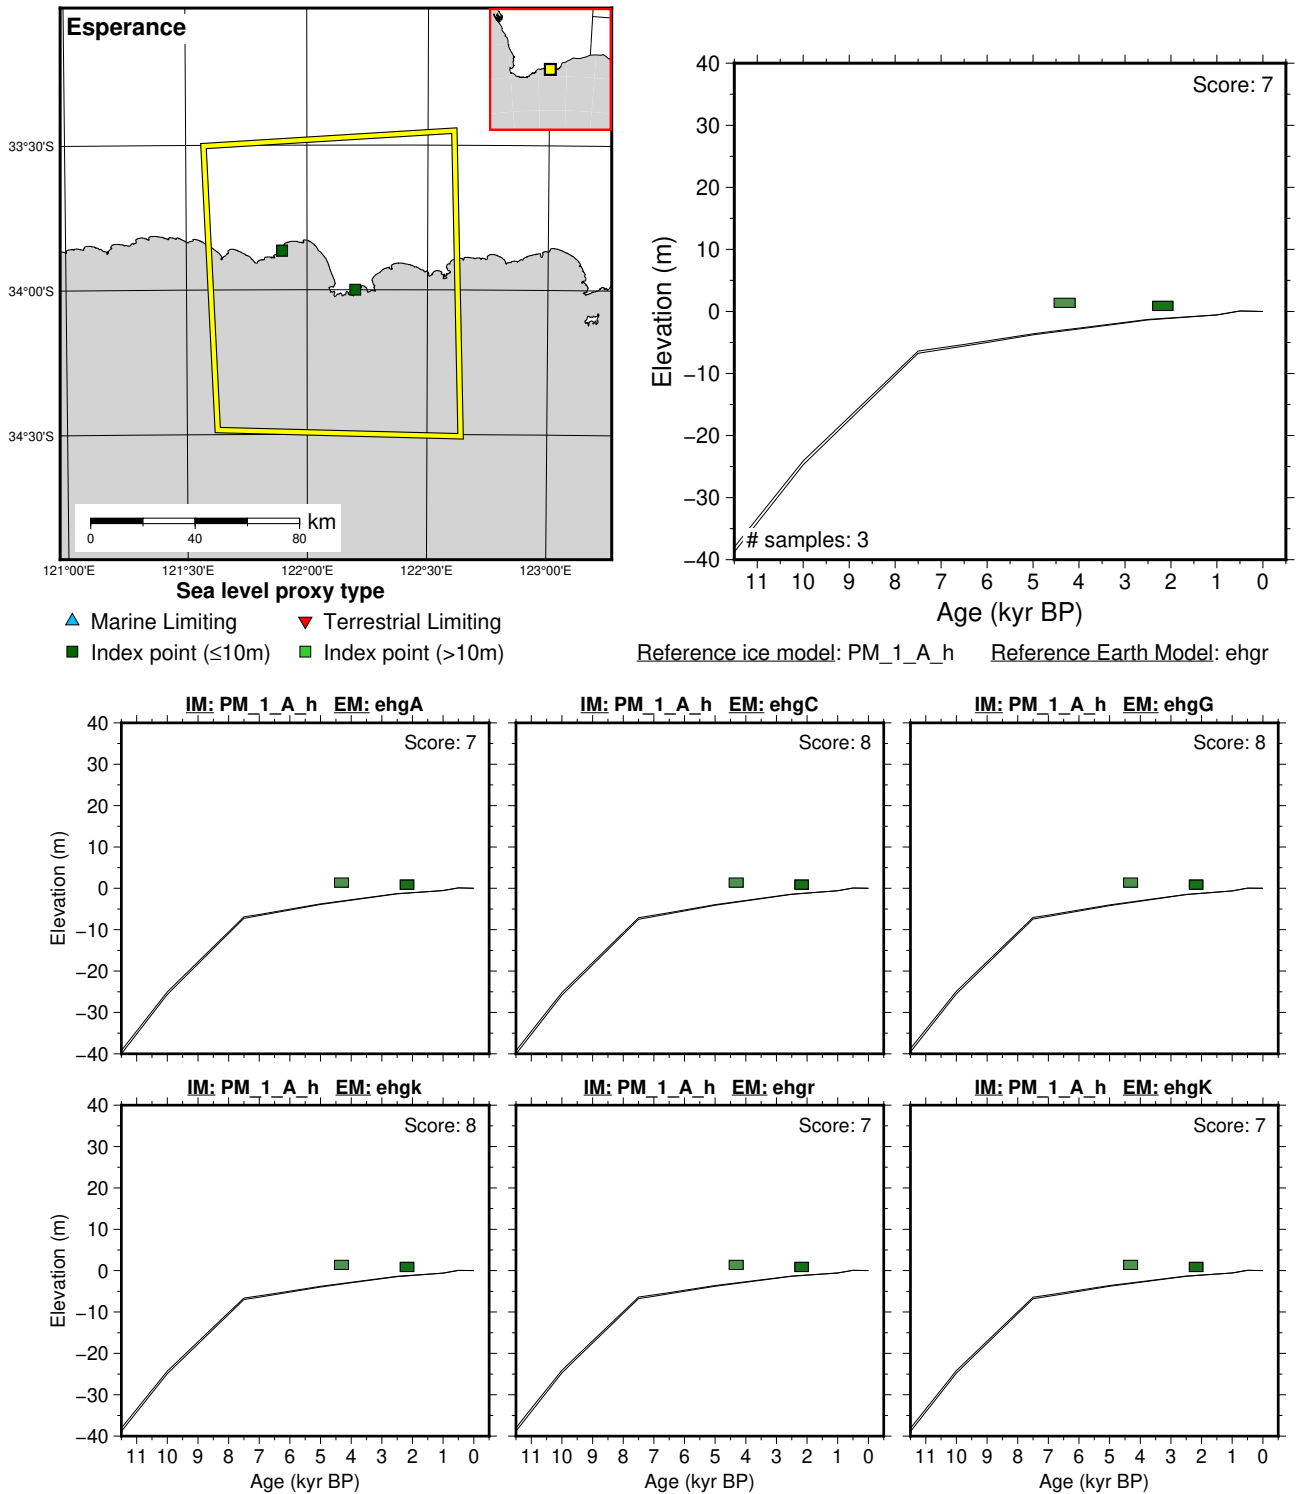 Esperance
33°30'S
34°00'S
34°30'S
km
0 40 80
121°00'E 121°30'E 122°00'E 122°30'E 123°00'E
Sea level proxy type
Marine Limiting Terrestrial Limiting
Index point (≤10m) Index point (>10m)
40
30
20
10
0
−10
−20
−30
−40
Elevation (m)
Score: 7
# samples: 3
11 10 9 8 7 6 5 4 3 2 1 0
Age (kyr BP)
Reference ice model: PM_1_A_h Reference Earth Model: ehgr
IM: PM_1_A_h EM: ehgA
Score: 7
40
30
20
10
0
−10
−20
−30
−40
Elevation (m)
IM: PM_1_A_h EM: ehgC
Score: 8
IM: PM_1_A_h EM: ehgG
Score: 8
IM: PM_1_A_h EM: ehgk
Score: 8
40
30
20
10
0
−10
−20
−30
−40
Elevation (m)
11 10 9 8 7 6 5 4 3 2 1 0
Age (kyr BP)
IM: PM_1_A_h EM: ehgr
Score: 7
11 10 9 8 7 6 5 4 3 2 1 0
Age (kyr BP)
IM: PM_1_A_h EM: ehgK
Score: 7
11 10 9 8 7 6 5 4 3 2 1 0
Age (kyr BP)